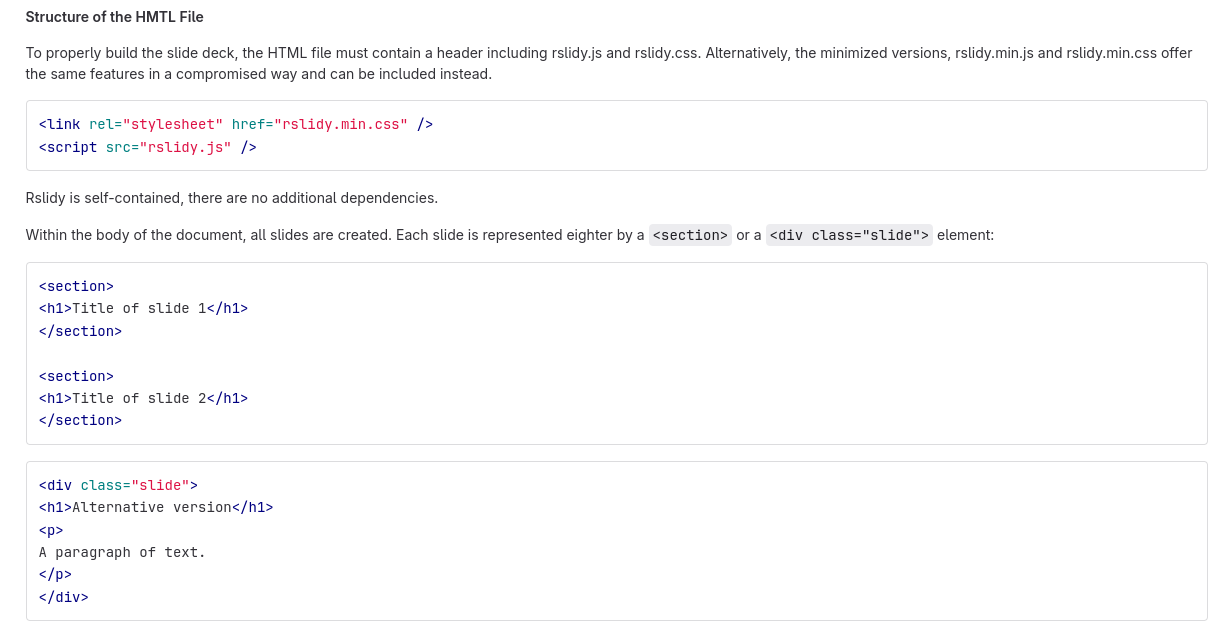 Structure of the HMTL File
To properly build the slide deck, the HTML file must contain a header including rslidy.js and rslidy.css. Alternatively, the minimized versions, rslidy.min.js and rslidy.min.css offer
the same features in a compromised way and can be included instead.
<link rel="stylesheet" href="rslidy.min.css" />
<script src="rslidy.js" />
Rslidy is self-contained, there are no additional dependencies.
Within the body of the document, all slides are created. Each slide is represented eighter by a <section> or a <div class="slide"> element:
<section>
<h1>Title of slide 1</h1>
</section>
<section>
<h1>Title of slide 2</h1>
</section>
<div class="slide">
<h1>Alternative version</h1>
<p>
A paragraph of text.
</p>
</div>